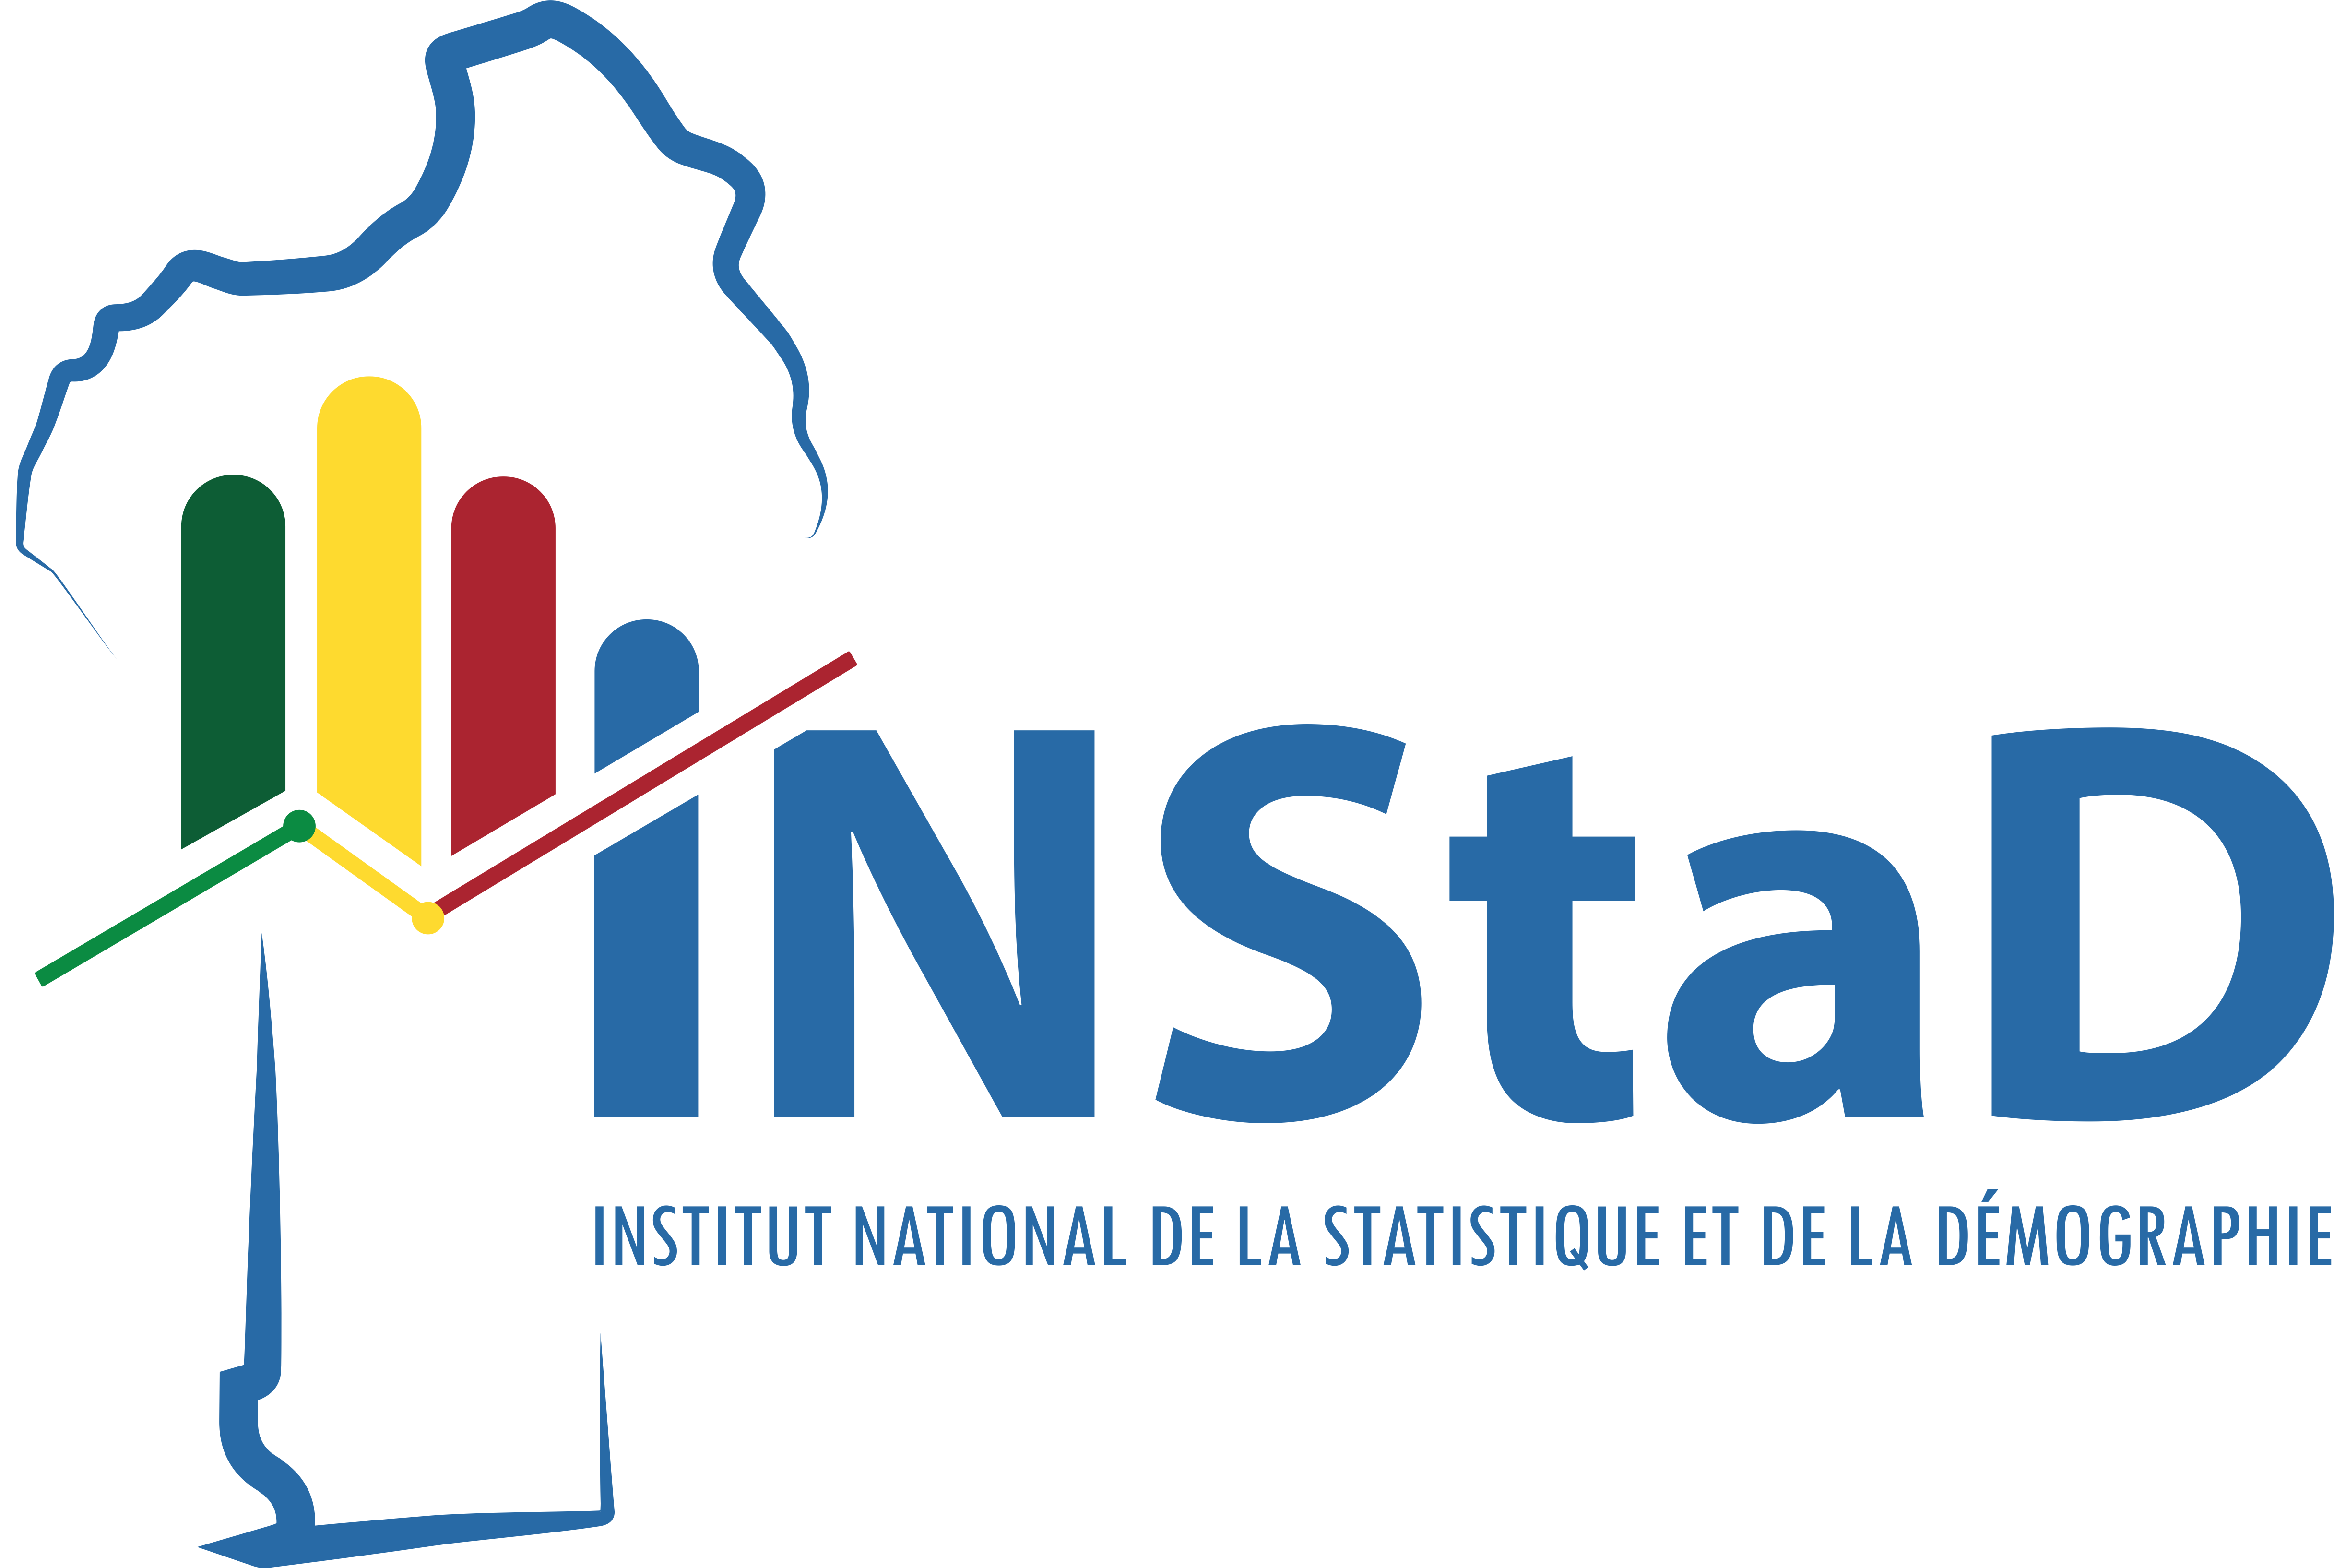 iNStaD
INSTITUT NATIONAL DE LA STATISTIQUE ET DE LA DÉMOGRAPHIE